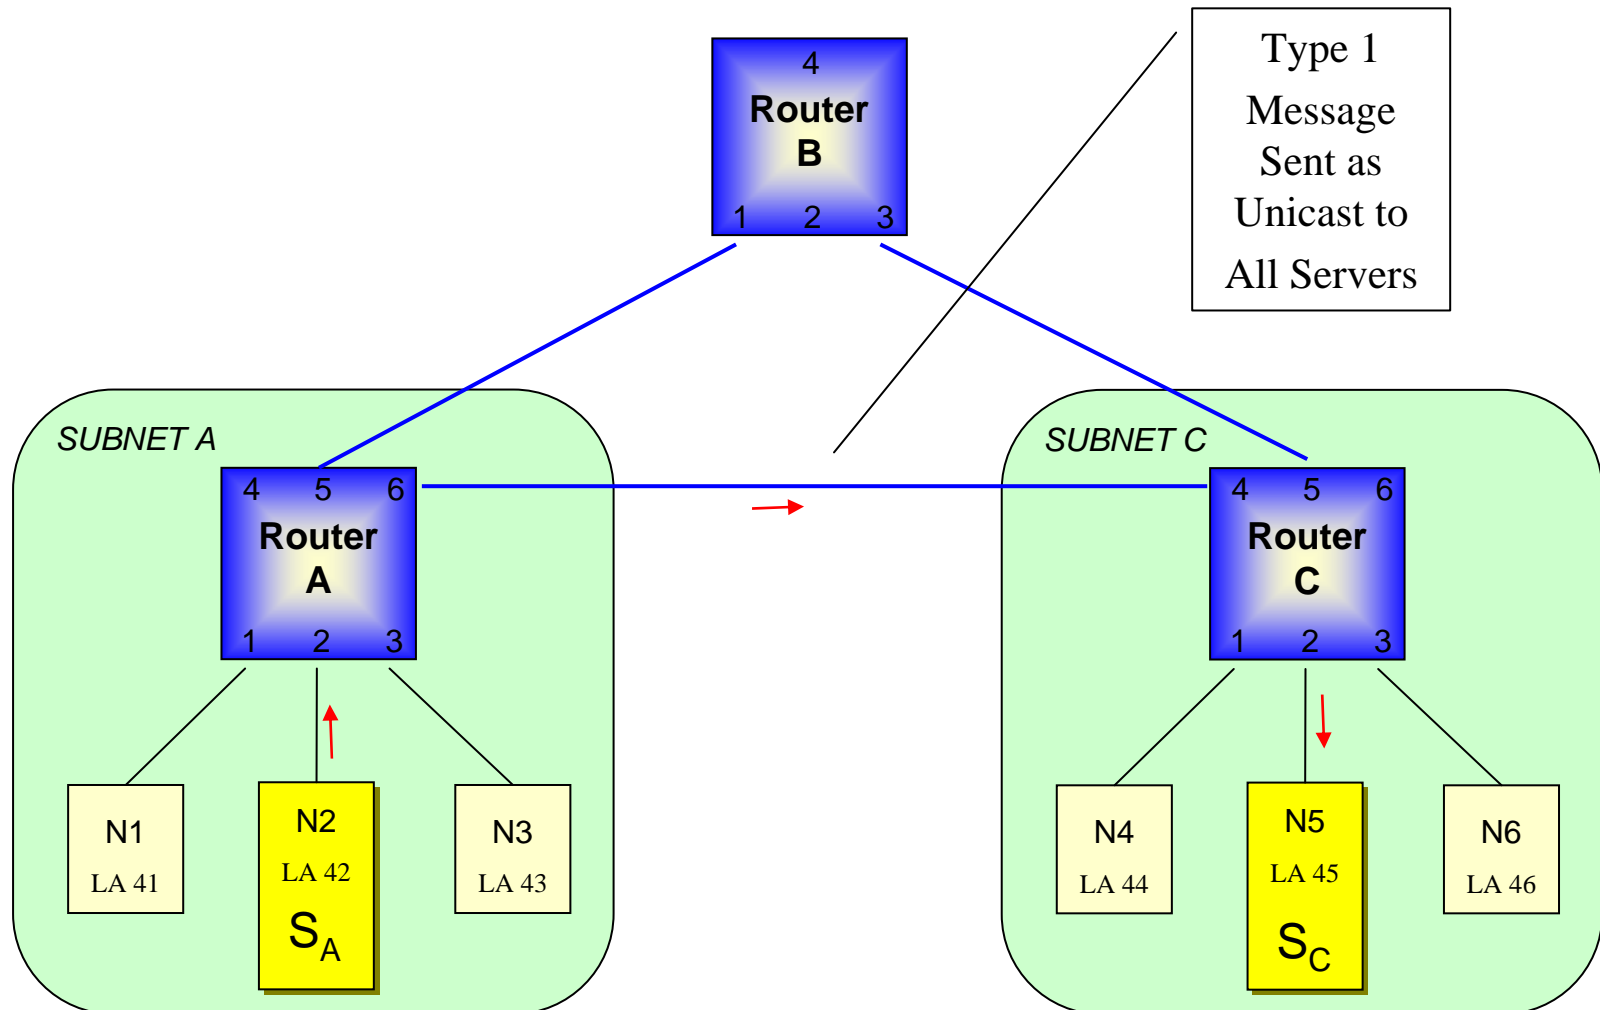 Type 1
Message
Sent as
Unicast to
All Servers
4
Router
B
1 2 3
SUBNET A
4 5 6
Router
A
1 2 3
N1
LA 41
N2
LA 42
SA
N3
LA 43
SUBNET C
4 5 6
Router
C
1 2 3
N4
LA 44
N5
LA 45
SC
N6
LA 46